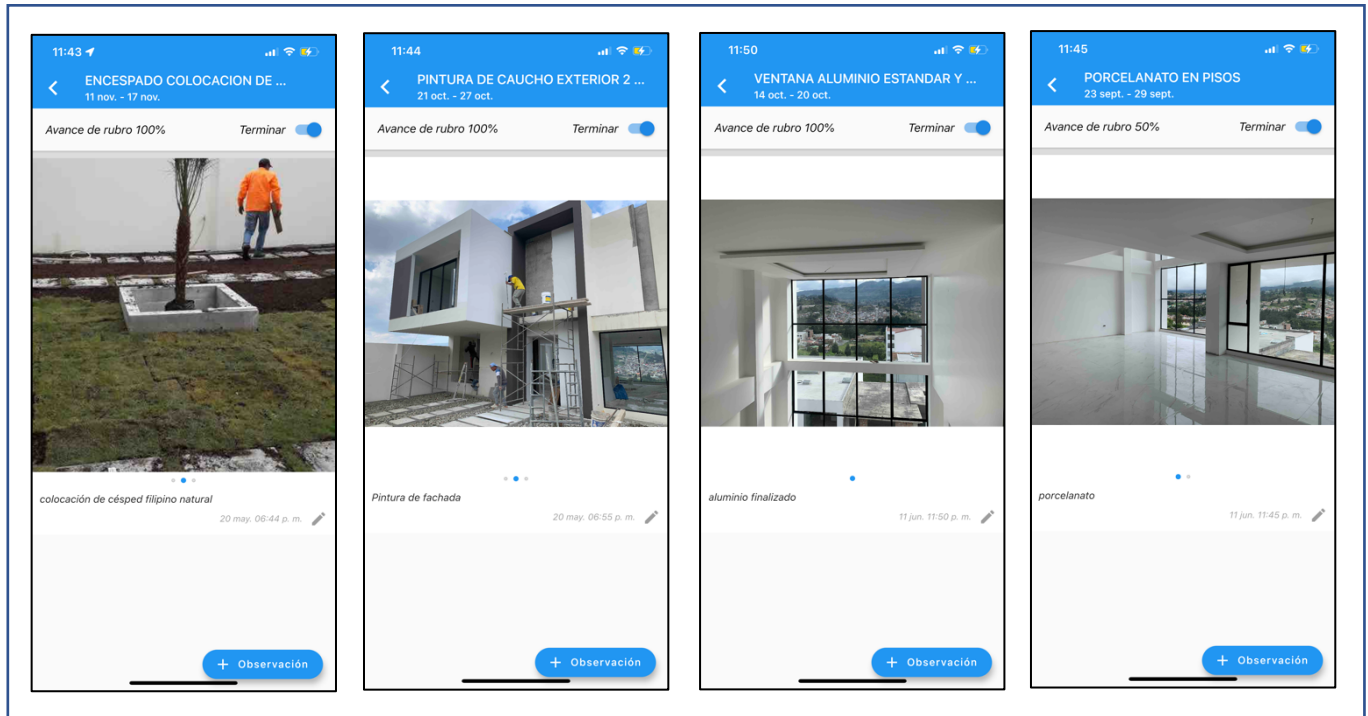 11:43
ENCESPADO COLOCACION DE ...
11 nov. - 17 nov.
Avance de rubro 100%
Terminar
colocación de césped filipino natural
20 may. 06:44 p. m.
+ Observación
11:44
PINTURA DE CAUCHO EXTERIOR 2 ...
21 oct. - 27 oct.
Avance de rubro 100%
Terminar
Pintura de fachada
20 may. 06:55 p. m.
+ Observación
11:50
VENTANA ALUMINIO ESTANDAR Y ...
14 oct. - 20 oct.
Avance de rubro 100%
Terminar
aluminio finalizado
11 jun. 11:50 p. m.
+ Observación
11:45
PORCELANATO EN PISOS
23 sept. - 29 sept.
Avance de rubro 50%
Terminar
porcelanato
11 jun. 11:45 p. m.
+ Observación